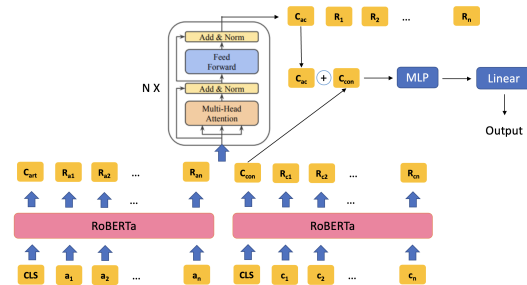 C_ac R_1 R_2 ... R_n
Add & Norm
Feed
Forward
N X
Add & Norm
Multi-Head
Attention
C_ac + C_con MLP Linear
Output
C_art R_a1 R_a2 ... R_an C_con R_c1 R_c2 ... R_cn
... ...
RoBERTa RoBERTa
CLS a_1 a_2 ... a_n CLS c_1 c_2 ... c_n